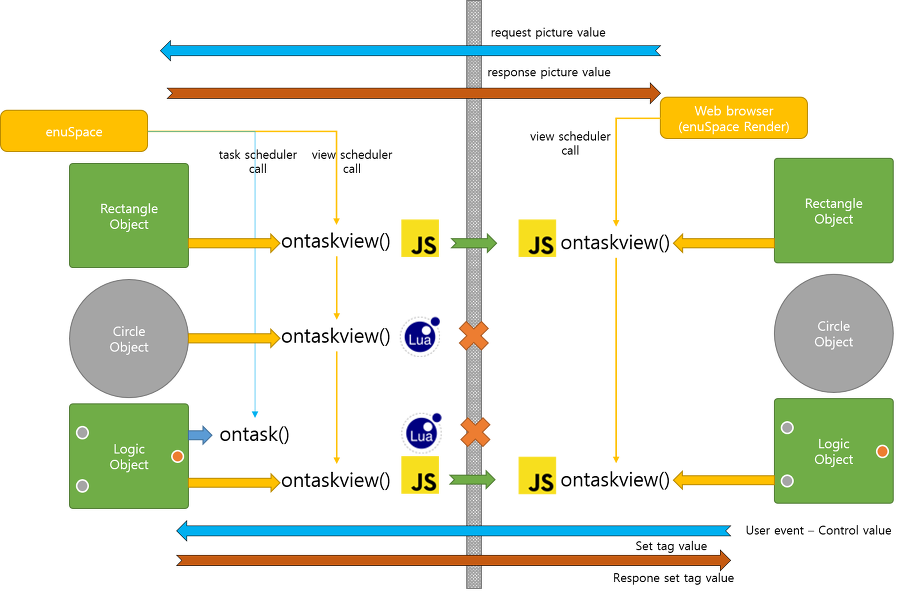 request picture value
response picture value
enuSpace
Web browser
(enuSpace Render)
task scheduler
call
view scheduler
call
view scheduler
call
Rectangle
Object
ontaskview()
JS
JS
ontaskview()
Rectangle
Object
Circle
Object
ontaskview()
Lua
Circle
Object
Logic
Object
ontask()
Lua
ontaskview()
JS
JS
ontaskview()
Logic
Object
User event – Control value
Set tag value
Respone set tag value